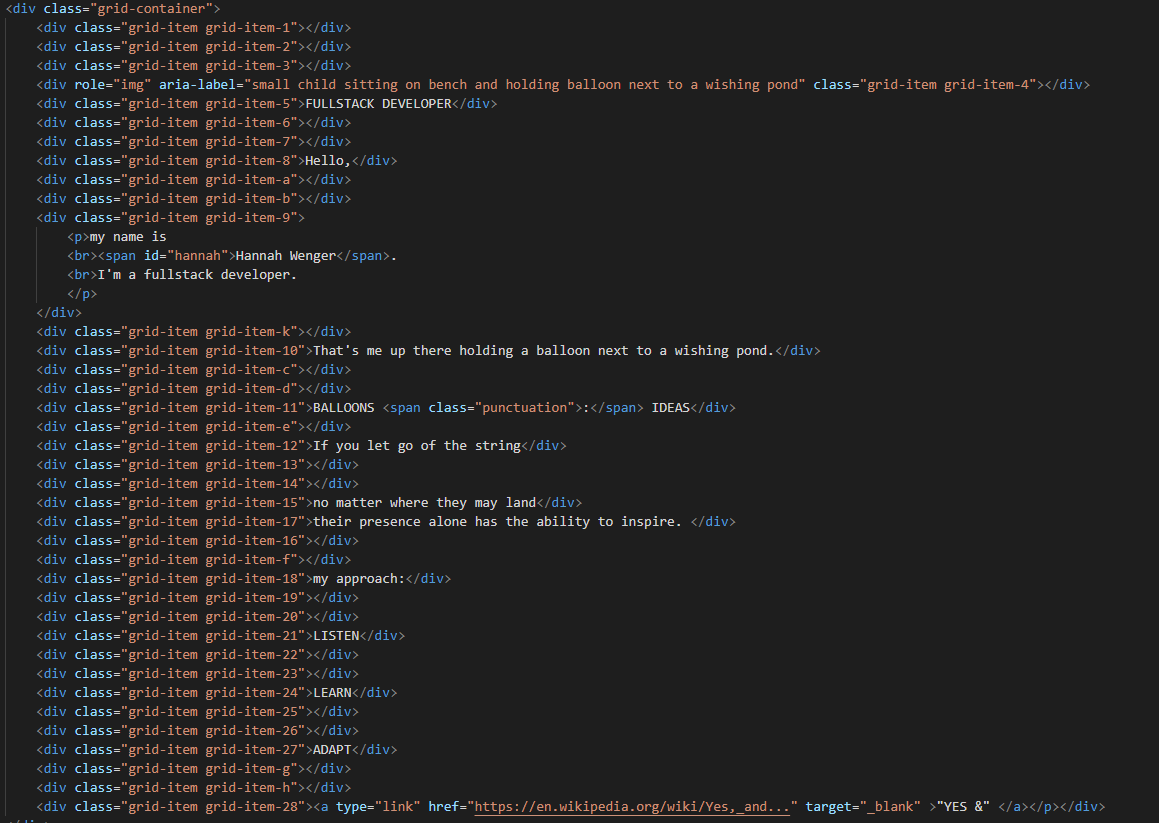 <div class="grid-container">
<div class="grid-item grid-item-1"></div>
<div class="grid-item grid-item-2"></div>
<div class="grid-item grid-item-3"></div>
<div role="img" aria-label="small child sitting on bench and holding balloon next to a wishing pond" class="grid-item grid-item-4"></div>
<div class="grid-item grid-item-5">FULLSTACK DEVELOPER</div>
<div class="grid-item grid-item-6"></div>
<div class="grid-item grid-item-7"></div>
<div class="grid-item grid-item-8">Hello,</div>
<div class="grid-item grid-item-a"></div>
<div class="grid-item grid-item-b"></div>
<div class="grid-item grid-item-9">
<p>my name is
<br><span id="hannah">Hannah Wenger</span>.
<br>I'm a fullstack developer.
</p>
</div>
<div class="grid-item grid-item-k"></div>
<div class="grid-item grid-item-10">That's me up there holding a balloon next to a wishing pond.</div>
<div class="grid-item grid-item-c"></div>
<div class="grid-item grid-item-d"></div>
<div class="grid-item grid-item-11">BALLOONS <span class="punctuation">:</span> IDEAS</div>
<div class="grid-item grid-item-e"></div>
<div class="grid-item grid-item-12">If you let go of the string</div>
<div class="grid-item grid-item-13"></div>
<div class="grid-item grid-item-14"></div>
<div class="grid-item grid-item-15">no matter where they may land</div>
<div class="grid-item grid-item-17">their presence alone has the ability to inspire. </div>
<div class="grid-item grid-item-16"></div>
<div class="grid-item grid-item-f"></div>
<div class="grid-item grid-item-18">my approach:</div>
<div class="grid-item grid-item-19"></div>
<div class="grid-item grid-item-20"></div>
<div class="grid-item grid-item-21">LISTEN</div>
<div class="grid-item grid-item-22"></div>
<div class="grid-item grid-item-23"></div>
<div class="grid-item grid-item-24">LEARN</div>
<div class="grid-item grid-item-25"></div>
<div class="grid-item grid-item-26"></div>
<div class="grid-item grid-item-27">ADAPT</div>
<div class="grid-item grid-item-g"></div>
<div class="grid-item grid-item-h"></div>
<div class="grid-item grid-item-28"><a type="link" href="https://en.wikipedia.org/wiki/Yes,_and..." target="_blank" >"YES &" </a></p></div>